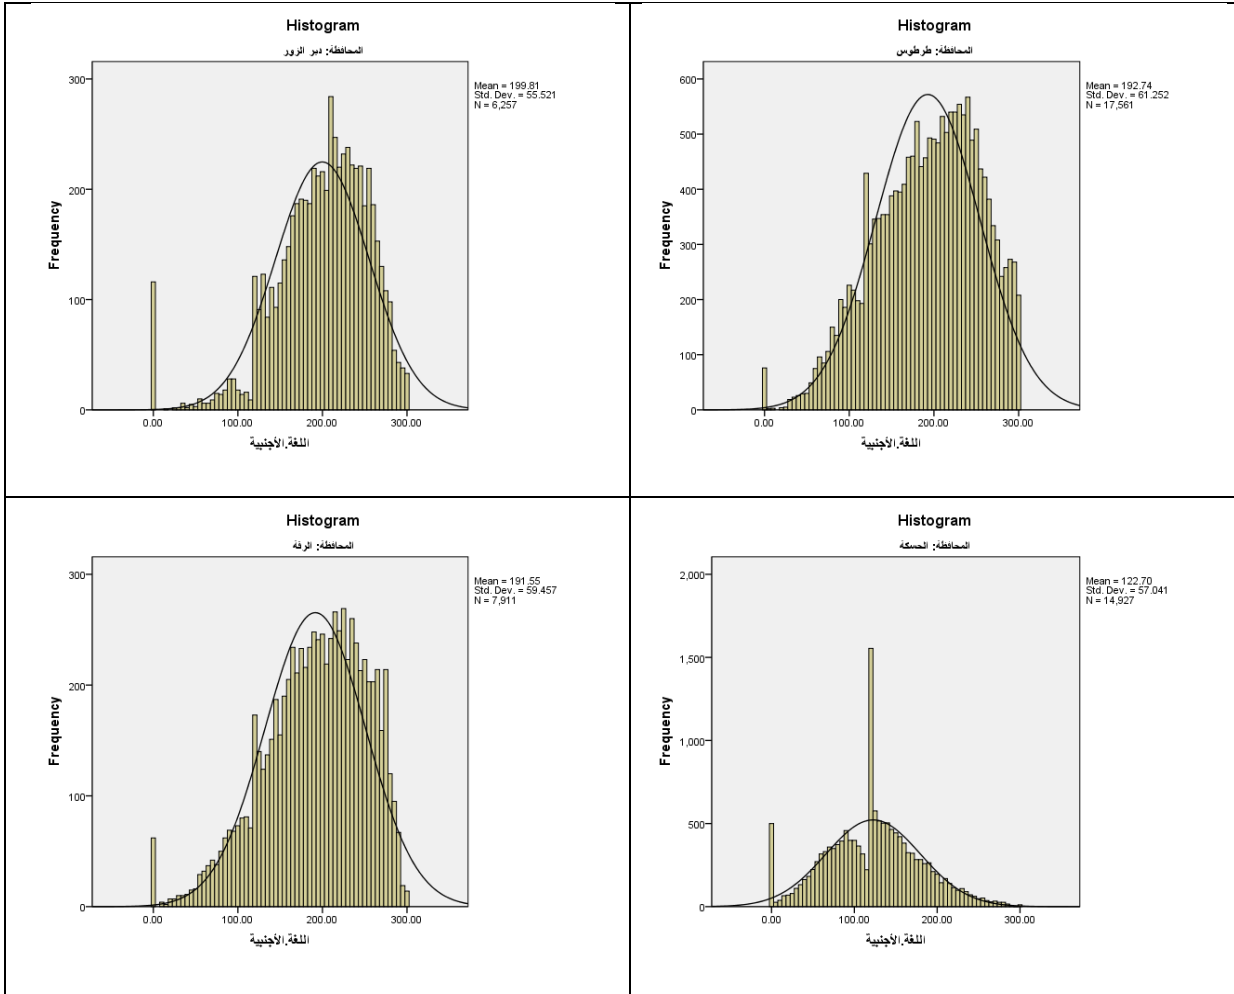 Histogram
المحافظة: دير الزور
Mean = 199.81
Std. Dev. = 55.521
N = 6,257
300
200
100
0
Frequency
0.00 100.00 200.00 300.00
اللغة.الأجنبية
Histogram
المحافظة: طرطوس
Mean = 192.74
Std. Dev. = 61.252
N = 17,561
600
500
400
300
200
100
0
Frequency
0.00 100.00 200.00 300.00
اللغة.الأجنبية
Histogram
المحافظة: الرقة
Mean = 191.55
Std. Dev. = 59.457
N = 7,911
300
200
100
0
Frequency
0.00 100.00 200.00 300.00
اللغة.الأجنبية
Histogram
المحافظة: الحسكة
Mean = 122.70
Std. Dev. = 57.041
N = 14,927
2,000
1,500
1,000
500
0
Frequency
0.00 100.00 200.00 300.00
اللغة.الأجنبية